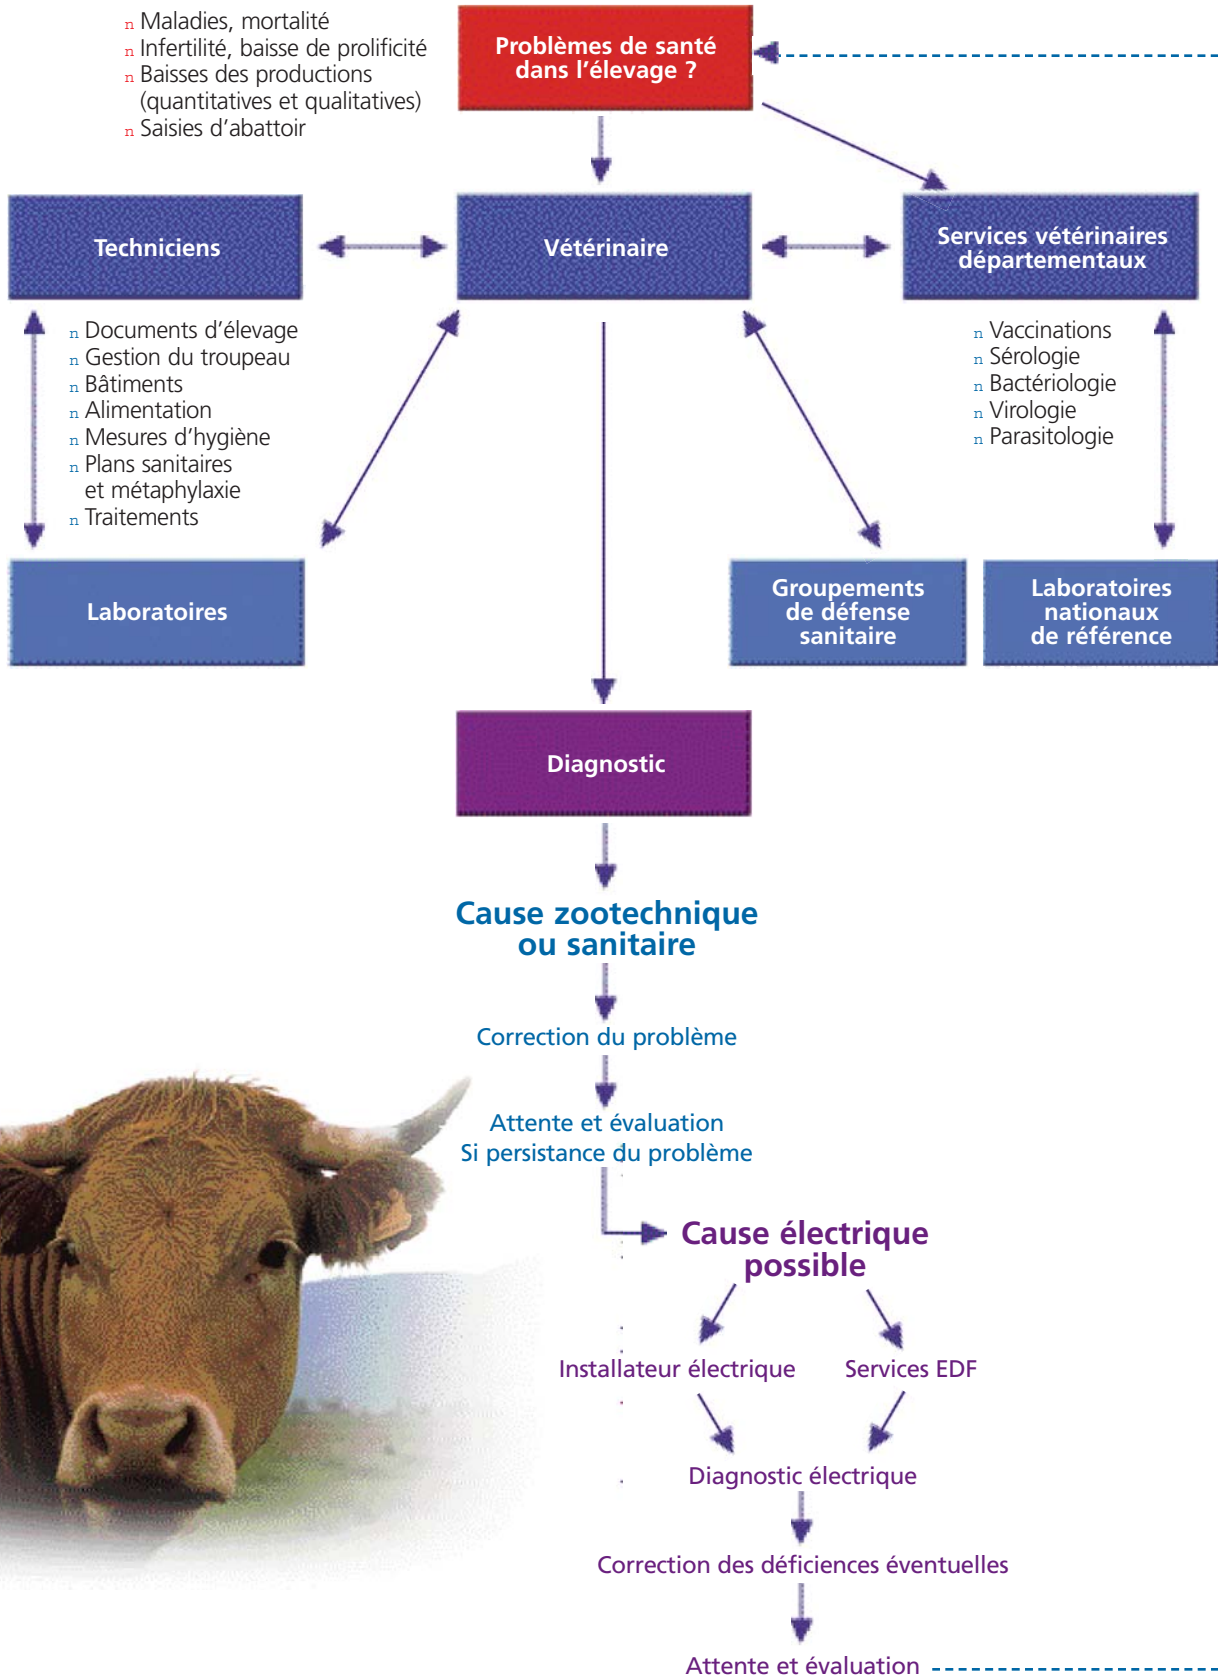 n Maladies, mortalité
n Infertilité, baisse de prolificité
n Baisses des productions
(quantitatives et qualitatives)
n Saisies d'abattoir
Problèmes de santé
dans l'élevage ?
Techniciens
Vétérinaire
Services vétérinaires
départementaux
n Documents d'élevage
n Gestion du troupeau
n Bâtiments
n Alimentation
n Mesures d'hygiène
n Plans sanitaires
et métaphylaxie
n Traitements
n Vaccinations
n Sérologie
n Bactériologie
n Virologie
n Parasitologie
Laboratoires
Groupements
de défense
sanitaire
Laboratoires
nationaux
de référence
Diagnostic
Cause zootechnique
ou sanitaire
Correction du problème
Attente et évaluation
Si persistance du problème
Cause électrique
possible
Installateur électrique
Services EDF
Diagnostic électrique
Correction des déficiences éventuelles
Attente et évaluation